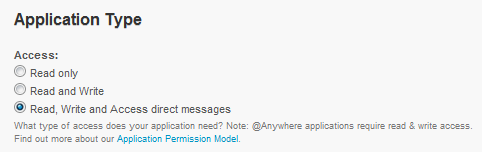 Application Type
Access:
Read only
Read and Write
Read, Write and Access direct messages
What type of access does your application need? Note: @Anywhere applications require read & write access.
Find out more about our Application Permission Model.